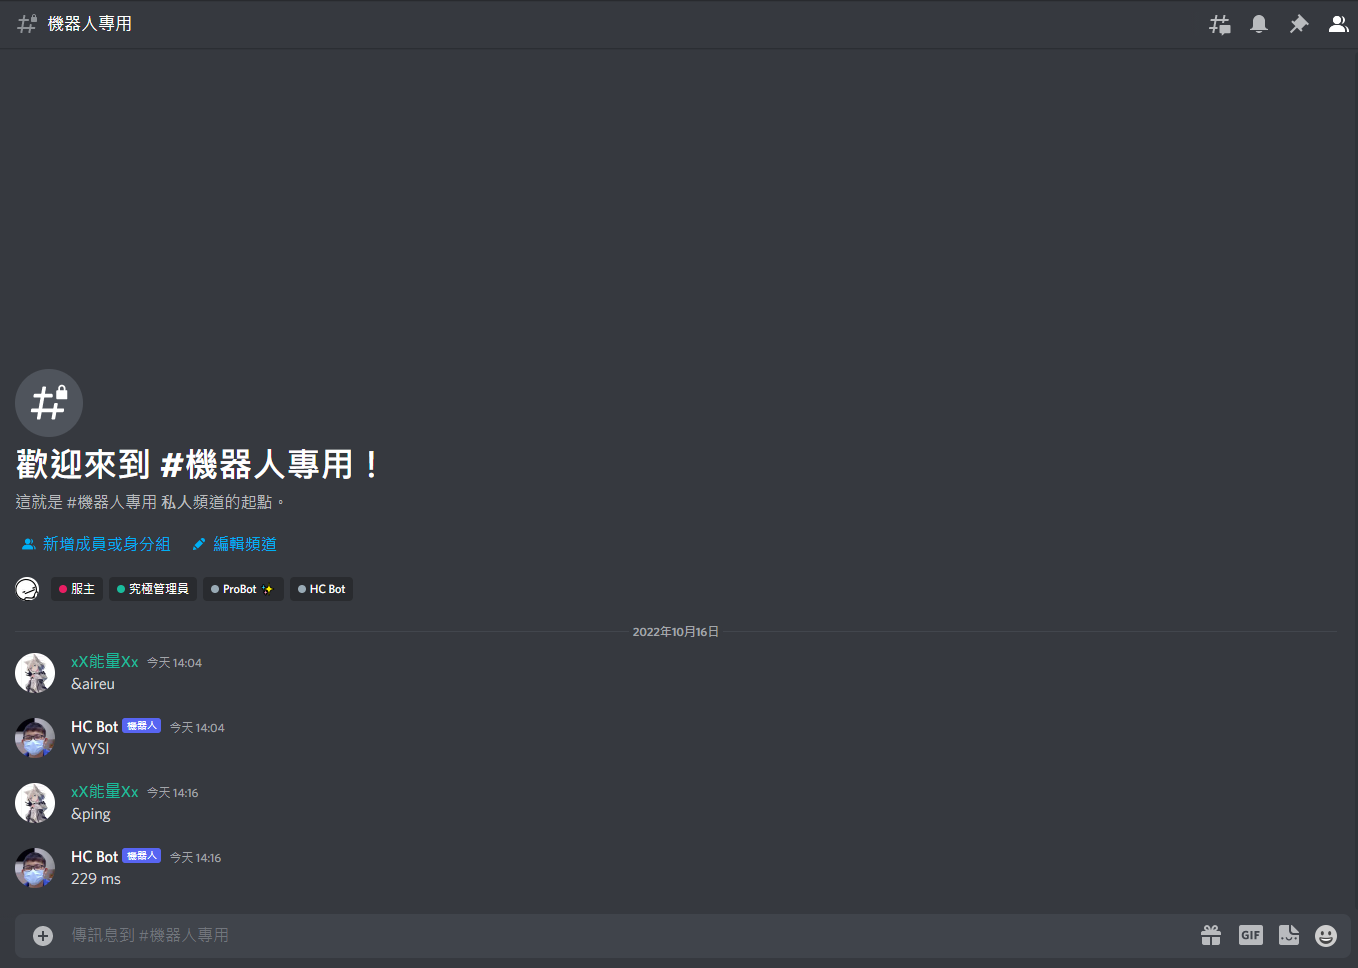 機器人專用
歡迎來到 #機器人專用！
這就是 #機器人專用 私人頻道的起點。
新增成員或身分組 編輯頻道
服主 究極管理員 ProBot ✨ HC Bot
2022年10月16日
xX能量Xx 今天 14:04
&aireu
HC Bot 機器人 今天 14:04
WYSI
xX能量Xx 今天 14:16
&ping
HC Bot 機器人 今天 14:16
229 ms
傳訊息到 #機器人專用 GIF